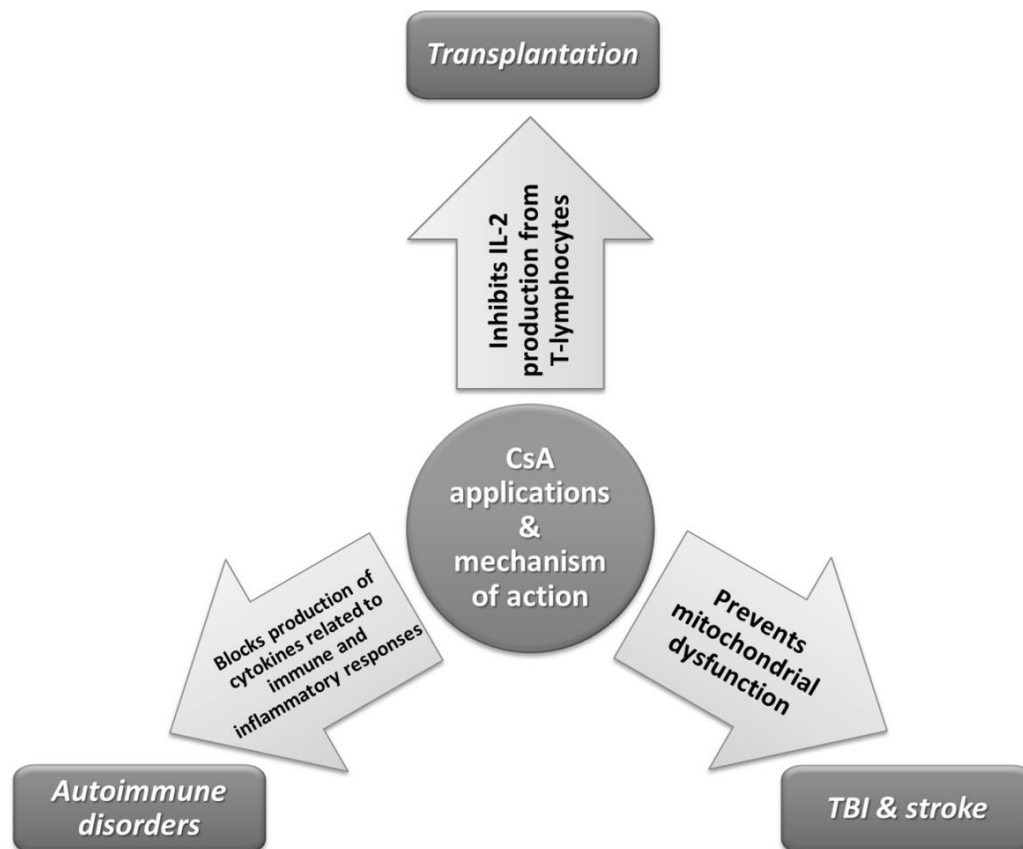 Transplantation
Inhibits IL-2
production from
T-lymphocytes
CsA
applications
&
mechanism
of action
Blocks production of
cytokines related to
immune and
inflammatory responses
Prevents
mitochondrial
dysfunction
Autoimmune
disorders
TBI & stroke